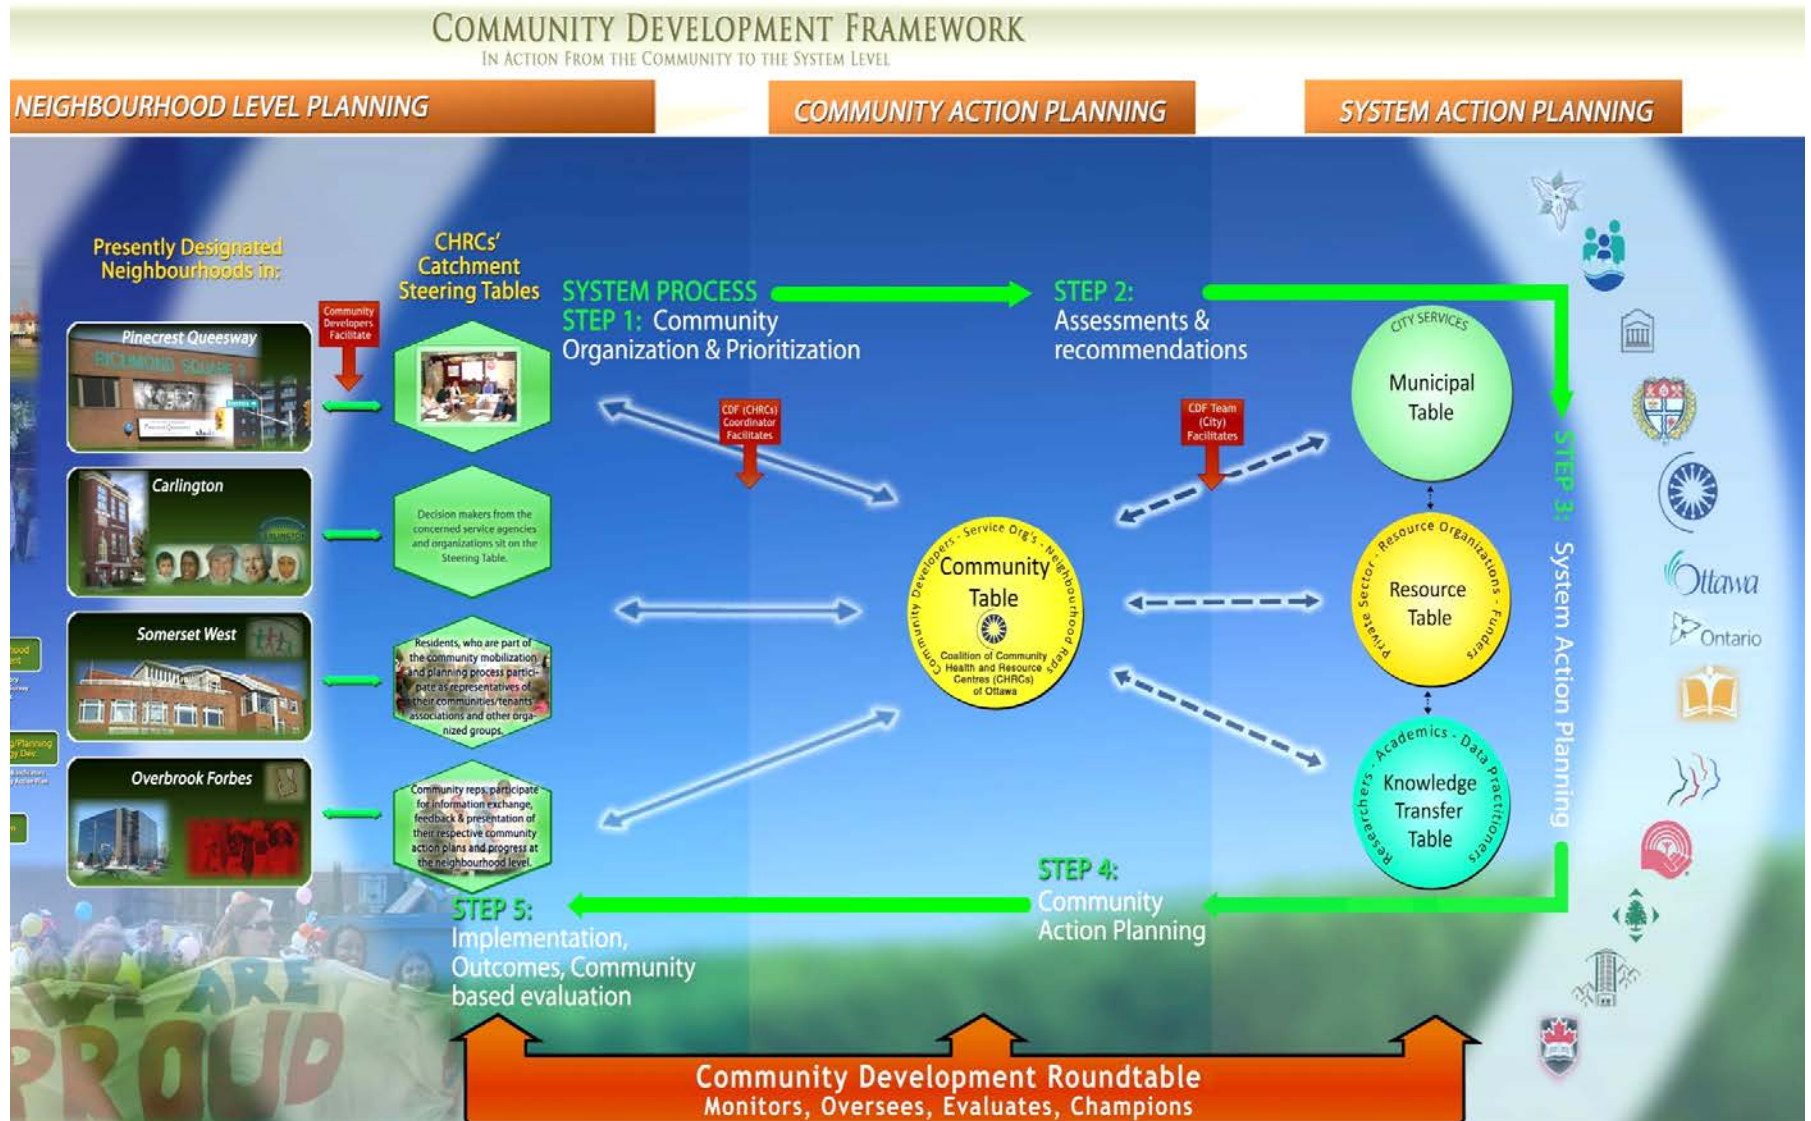 COMMUNITY DEVELOPMENT FRAMEWORK
IN ACTION FROM THE COMMUNITY TO THE SYSTEM LEVEL
NEIGHBOURHOOD LEVEL PLANNING
COMMUNITY ACTION PLANNING
SYSTEM ACTION PLANNING
Presently Designated
Neighbourhoods in:
Community
Developers
Facilitate
CHRCs'
Catchment
Steering Tables
Pinecrest Queesway
RICHMOND SQUARE
Carlington
Somerset West
Overbrook Forbes
Decision makers from the
concerned service agencies
and organizations sit on the
Steering Table.
Residents, who are part of
the community mobilization
and planning process partici-
pate as representatives of
their communities/tenants
associations and other orga-
nized groups.
Community reps. participate
for information exchange,
feedback & presentation of
their respective community
action plans and progress at
the neighbourhood level.
SYSTEM PROCESS
STEP 1: Community
Organization & Prioritization
CDF (CHRCs)
Coordinator
Facilitates
STEP 2:
Assessments &
recommendations
CDF Team
(City)
Facilitates
Community Developers - Service Org's - Neighbourhood Reps
Community
Table
Coalition of Community
Health and Resource
Centres (CHRCs)
of Ottawa
CITY SERVICES
Municipal
Table
Private Sector - Resource Organizations - Funders
Resource
Table
Researchers - Academics - Data Practitioners
Knowledge
Transfer
Table
STEP 3: System Action Planning
Ottawa
Ontario
STEP 4:
Community
Action Planning
STEP 5:
Implementation,
Outcomes, Community
based evaluation
WE ARE
PROUD
Community Development Roundtable
Monitors, Oversees, Evaluates, Champions